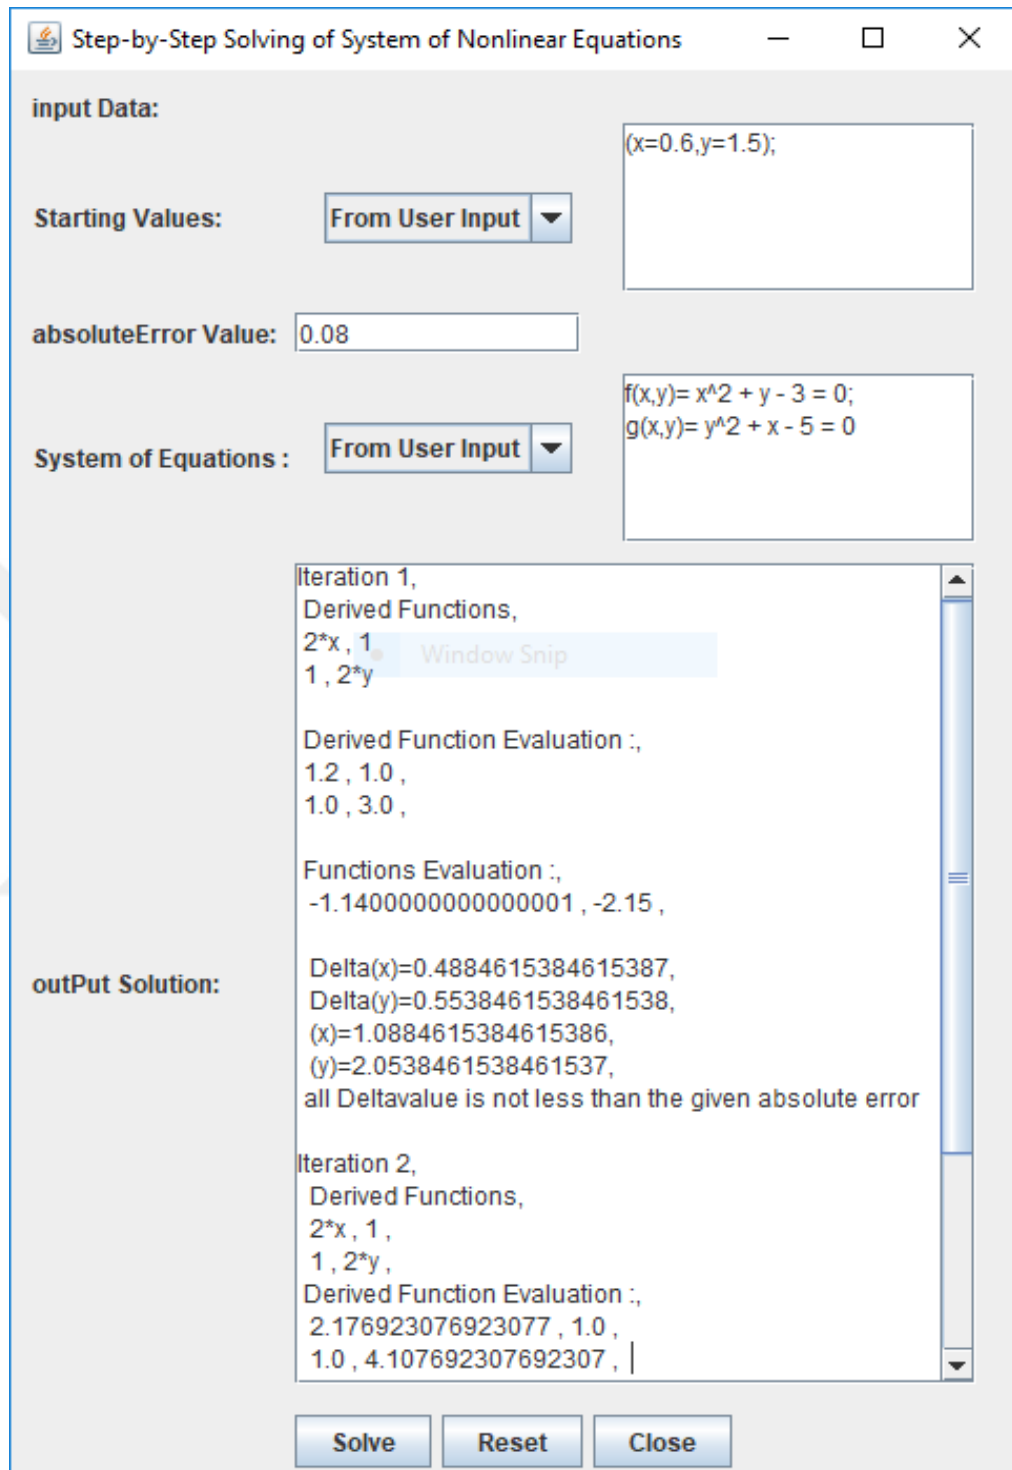 Step-by-Step Solving of System of Nonlinear Equations
input Data:
(x=0.6,y=1.5);
Starting Values:
From User Input
absoluteError Value:
0.08
f(x,y)= x^2 + y - 3 = 0;
g(x,y)= y^2 + x - 5 = 0
System of Equations :
From User Input
Iteration 1,
Derived Functions,
2*x , 1
1 , 2*y
Window Snip
Derived Function Evaluation :,
1.2 , 1.0 ,
1.0 , 3.0 ,
Functions Evaluation :,
-1.1400000000000001 , -2.15 ,
outPut Solution:
Delta(x)=0.4884615384615387,
Delta(y)=0.5538461538461538,
(x)=1.0884615384615386,
(y)=2.0538461538461537,
all Deltavalue is not less than the given absolute error
Iteration 2,
Derived Functions,
2*x , 1 ,
1 , 2*y ,
Derived Function Evaluation :,
2.176923076923077 , 1.0 ,
1.0 , 4.107692307692307 ,
Solve
Reset
Close